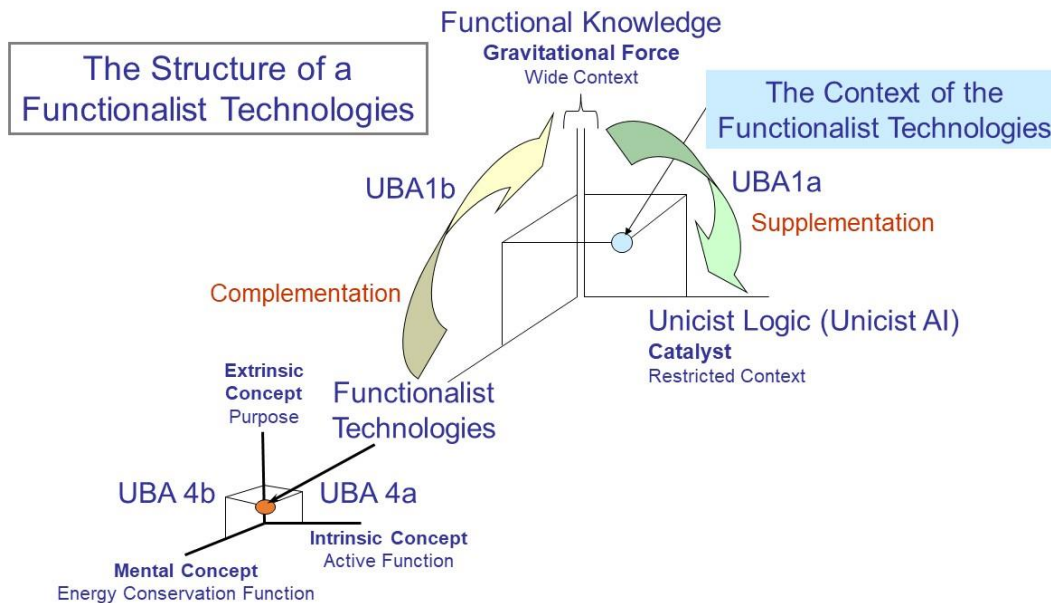 The Structure of a
Functionalist Technologies
Functional Knowledge
Gravitational Force
Wide Context
The Context of the
Functionalist Technologies
UBA1b
UBA1a
Supplementation
Complementation
Unicist Logic (Unicist AI)
Catalyst
Restricted Context
Extrinsic
Concept
Purpose
Functionalist
Technologies
UBA 4b
UBA 4a
Intrinsic Concept
Active Function
Mental Concept
Energy Conservation Function